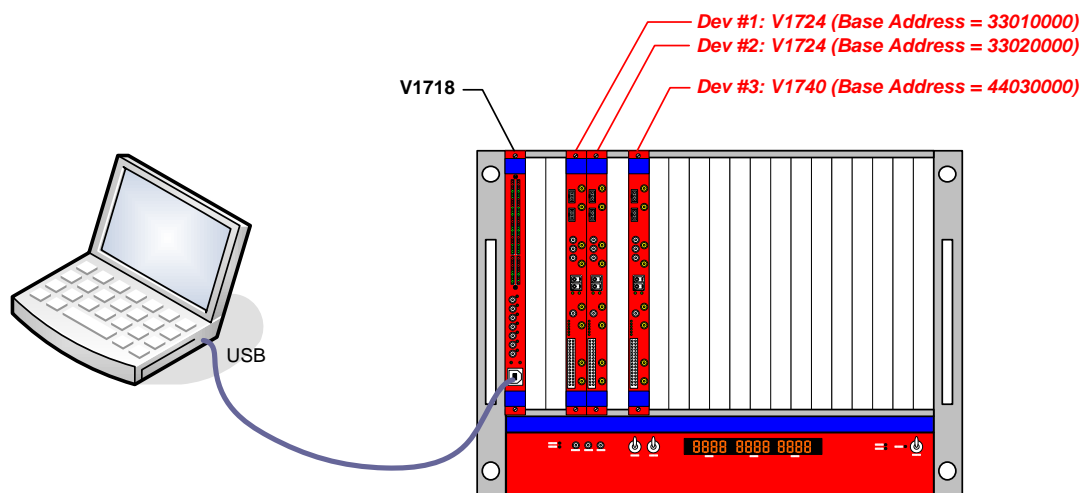 Dev #1: V1724 (Base Address = 33010000)
Dev #2: V1724 (Base Address = 33020000)
V1718
Dev #3: V1740 (Base Address = 44030000)
USB
8888 8888 8888